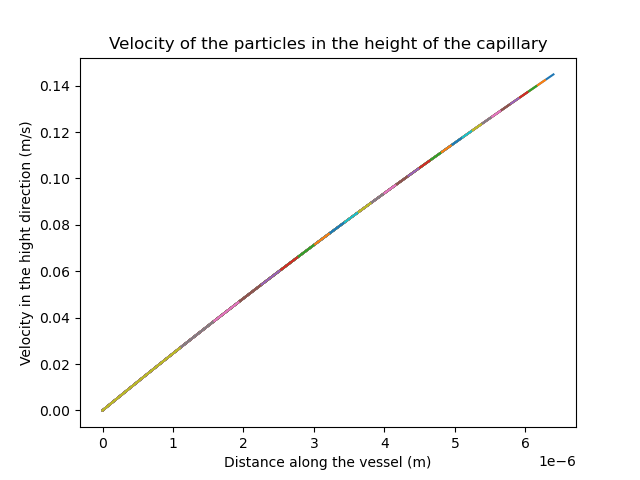 Velocity of the particles in the height of the capillary
Velocity in the hight direction (m/s)
0.14
0.12
0.10
0.08
0.06
0.04
0.02
0.00
0 1 2 3 4 5 6
1e−6
Distance along the vessel (m)